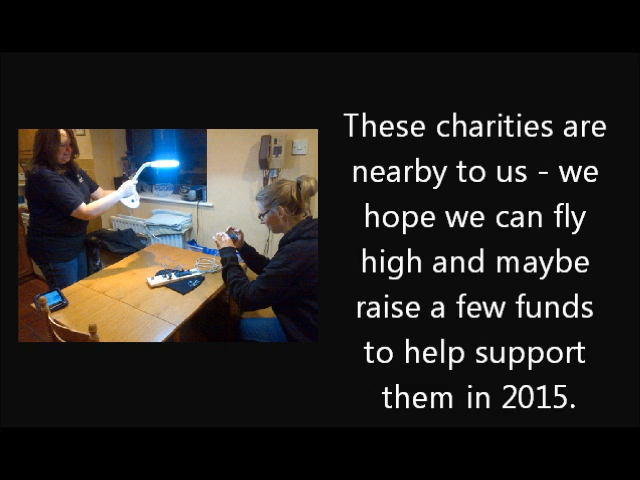 These charities are
nearby to us - we
hope we can fly
high and maybe
raise a few funds
to help support
them in 2015.